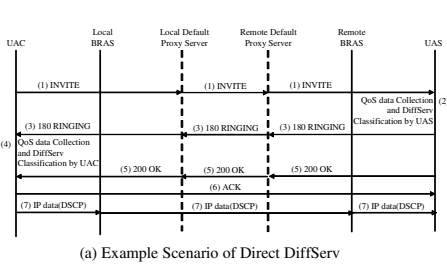 UAC
Local
BRAS
Local Default
Proxy Server
Remote Default
Proxy Server
Remote
BRAS
UAS
(1) INVITE
(1) INVITE
(1) INVITE
QoS data Collection
and DiffServ
Classification by UAS
(2
(3) 180 RINGING
(3) 180 RINGING
(3) 180 RINGING
(4)
QoS data Collection
and DiffServ
Classification by UAC
(5) 200 OK
(5) 200 OK
(5) 200 OK
(6) ACK
(7) IP data(DSCP)
(7) IP data(DSCP)
(7) IP data(DSCP)
(a) Example Scenario of Direct DiffServ